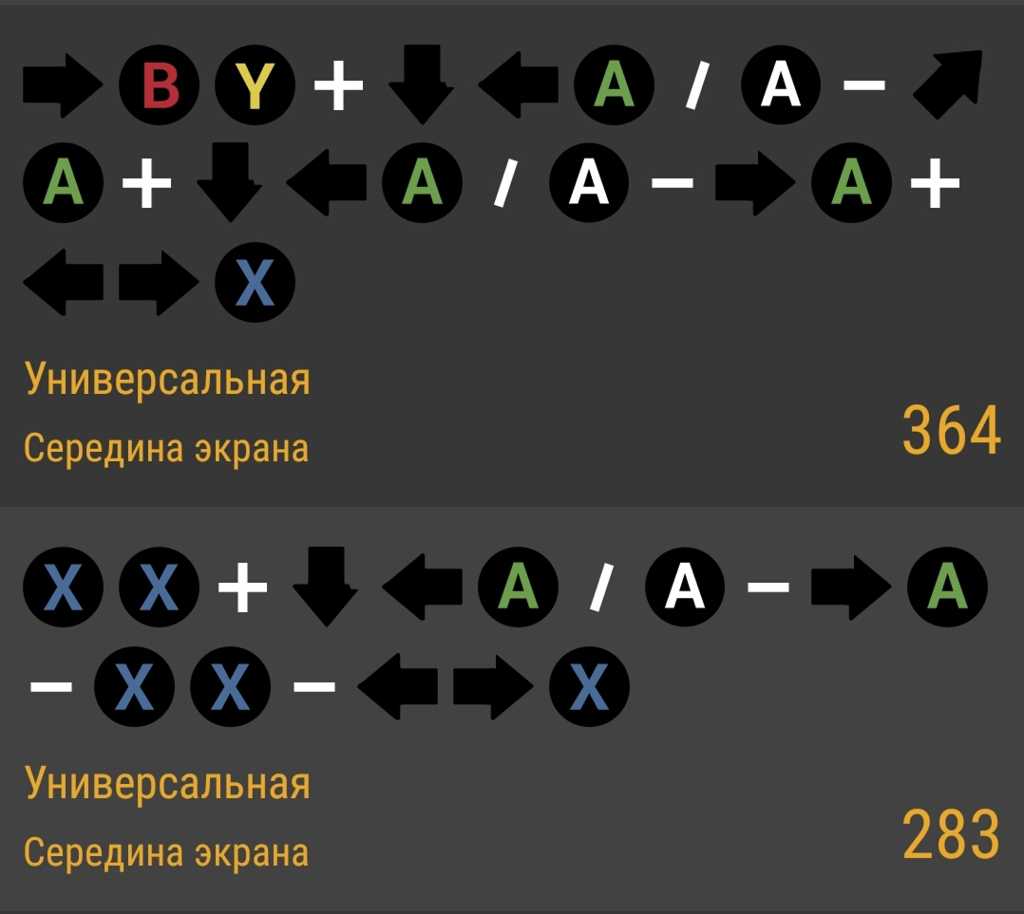 → B Y + ↓ ← A / A − ↗
A + ↓ ← A / A − → A +
← → X
Универсальная
Середина экрана
364
X X + ↓ ← A / A − → A
− X X − ← → X
Универсальная
Середина экрана
283